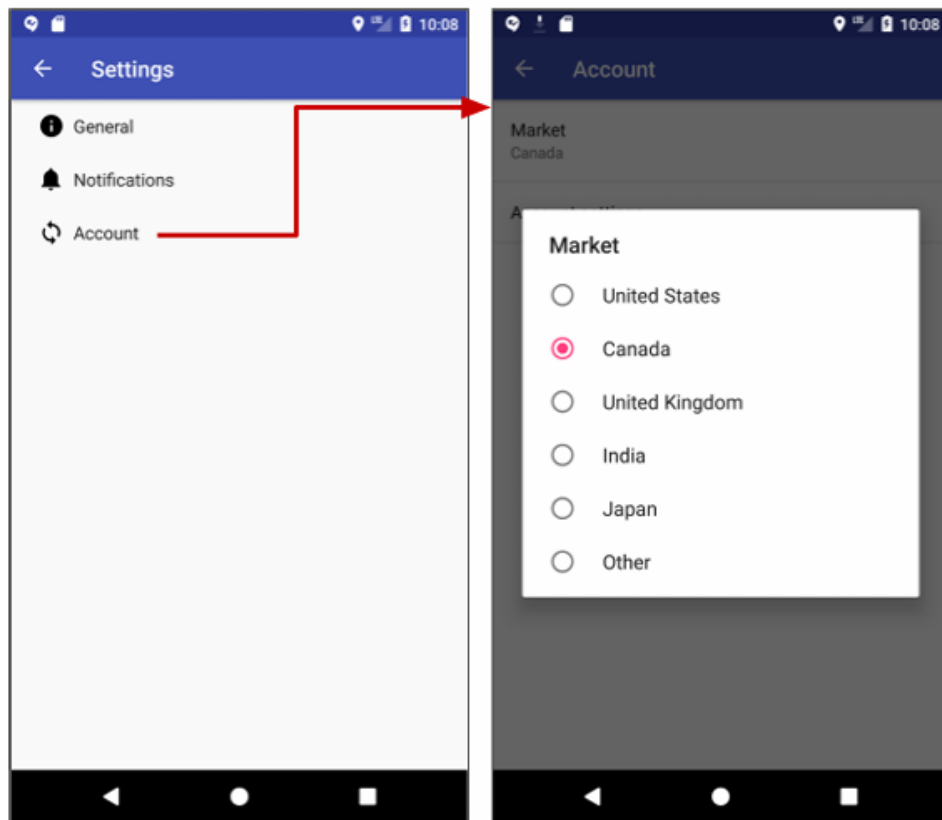 10:08
Settings
General
Notifications
Account
10:08
Account
Market
Canada
Market
United States
Canada
United Kingdom
India
Japan
Other